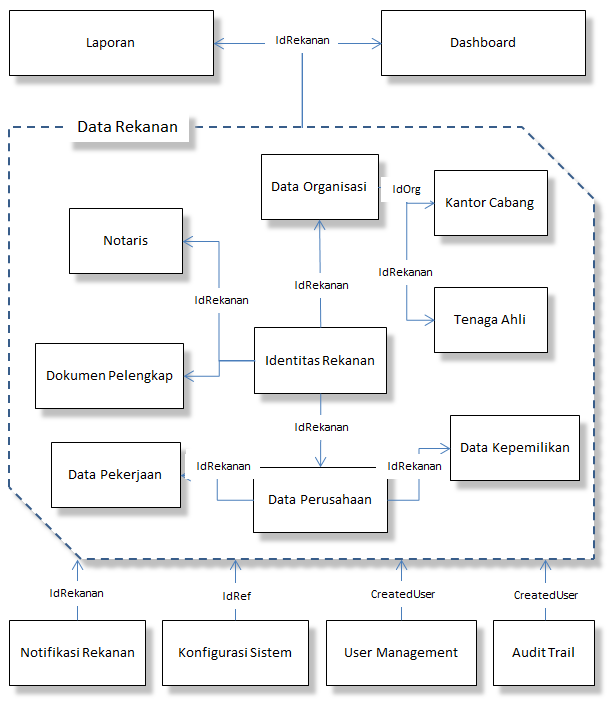 Laporan
IdRekanan
Dashboard
Data Rekanan
Data Organisasi
IdOrg
Kantor Cabang
Notaris
IdRekanan
IdRekanan
IdRekanan
Tenaga Ahli
Identitas Rekanan
Dokumen Pelengkap
IdRekanan
Data Kepemilikan
Data Pekerjaan
IdRekanan
IdRekanan
Data Perusahaan
IdRekanan
IdRef
CreatedUser
CreatedUser
Notifikasi Rekanan
Konfigurasi Sistem
User Management
Audit Trail